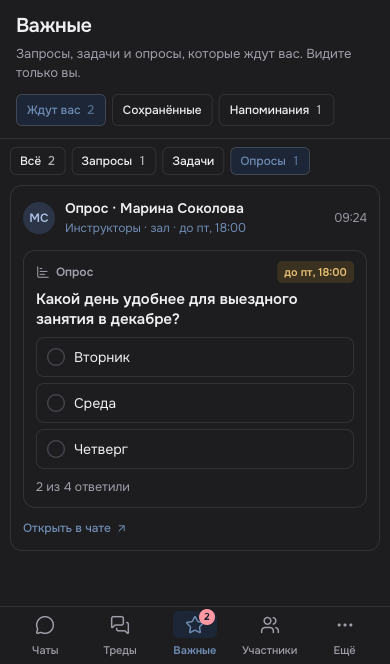 Важные
Запросы, задачи и опросы, которые ждут вас. Видите
только вы.
Ждут вас 2
Сохранённые
Напоминания 1
Всё 2
Запросы 1
Задачи
Опросы 1
МС
Опрос · Марина Соколова
Инструкторы · зал · до пт, 18:00
09:24
Опрос
до пт, 18:00
Какой день удобнее для выездного
занятия в декабре?
Вторник
Среда
Четверг
2 из 4 ответили
Открыть в чате
2
Чаты
Треды
Важные
Участники
Ещё